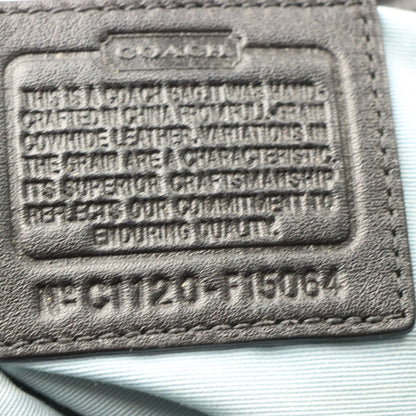 COACH
THIS IS A COACH BAG. IT WAS HAND-
CRAFTED IN CHINA FROM FULL GRAIN
COWHIDE LEATHER. VARIATIONS IN
THE GRAIN ARE A CHARACTERISTIC.
ITS SUPERIOR CRAFTSMANSHIP
REFLECTS OUR COMMITMENT TO
ENDURING QUALITY.
Nº C1120-F15064